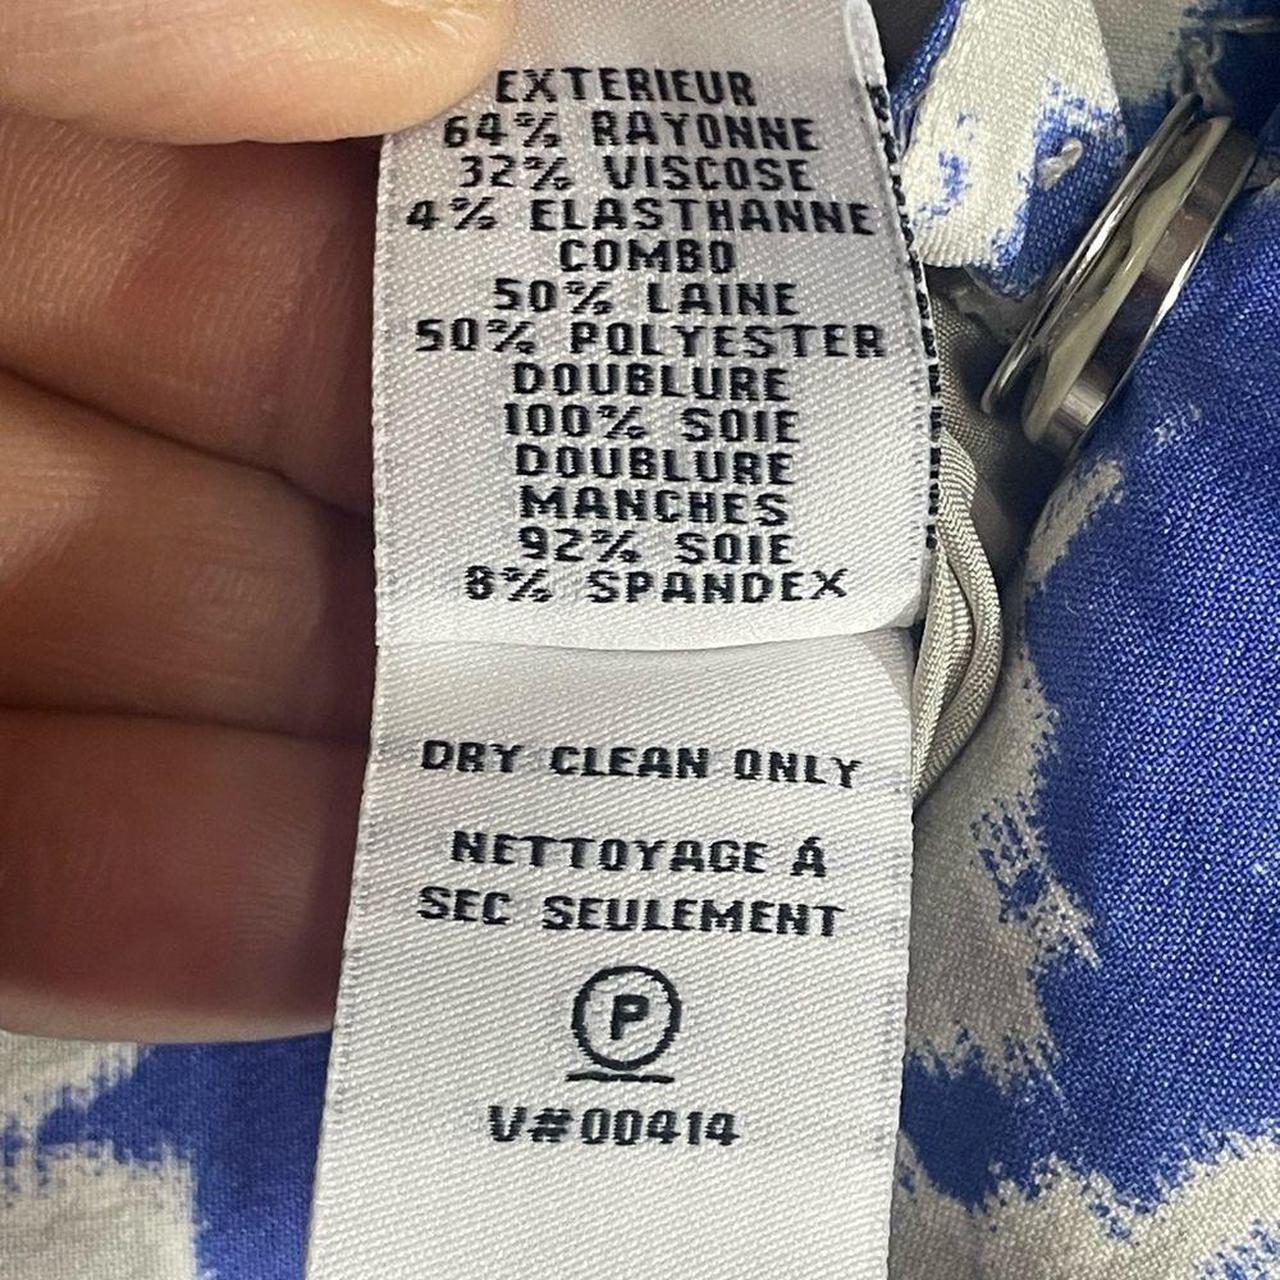 EXTERIEUR
64% RAYONNE
32% VISCOSE
4% ELASTHANNE
COMBO
50% LAINE
50% POLYESTER
DOUBLURE
100% SOIE
DOUBLURE
MANCHES
92% SOIE
8% SPANDEX
DRY CLEAN ONLY
NETTOYAGE Á
SEC SEULEMENT
P
V#00414